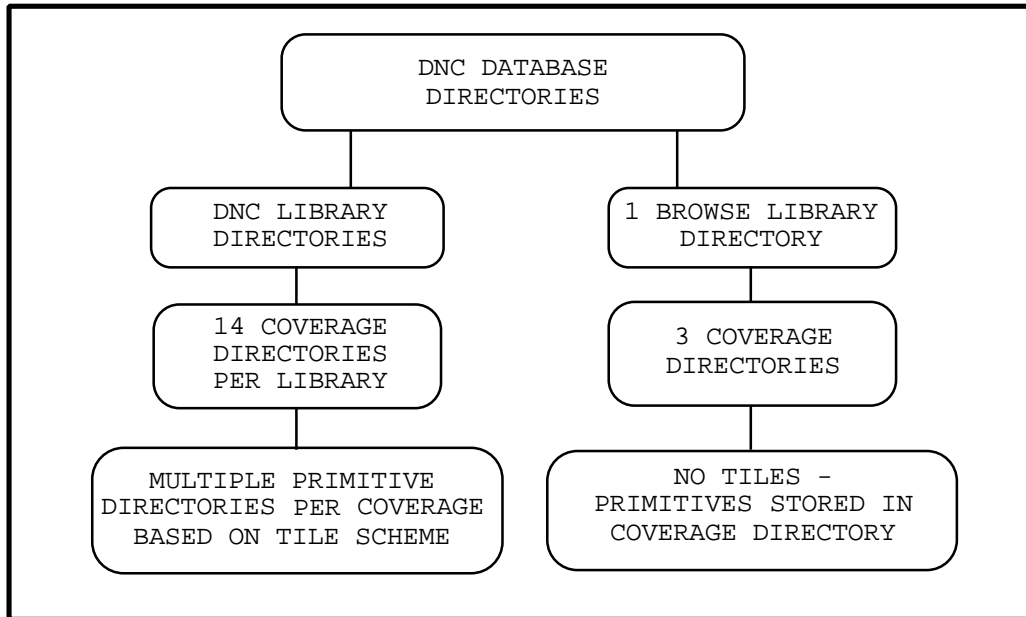 DNC DATABASE
DIRECTORIES
DNC LIBRARY
DIRECTORIES
1 BROWSE LIBRARY
DIRECTORY
14 COVERAGE
DIRECTORIES
PER LIBRARY
3 COVERAGE
DIRECTORIES
MULTIPLE PRIMITIVE
DIRECTORIES PER COVERAGE
BASED ON TILE SCHEME
NO TILES –
PRIMITIVES STORED IN
COVERAGE DIRECTORY